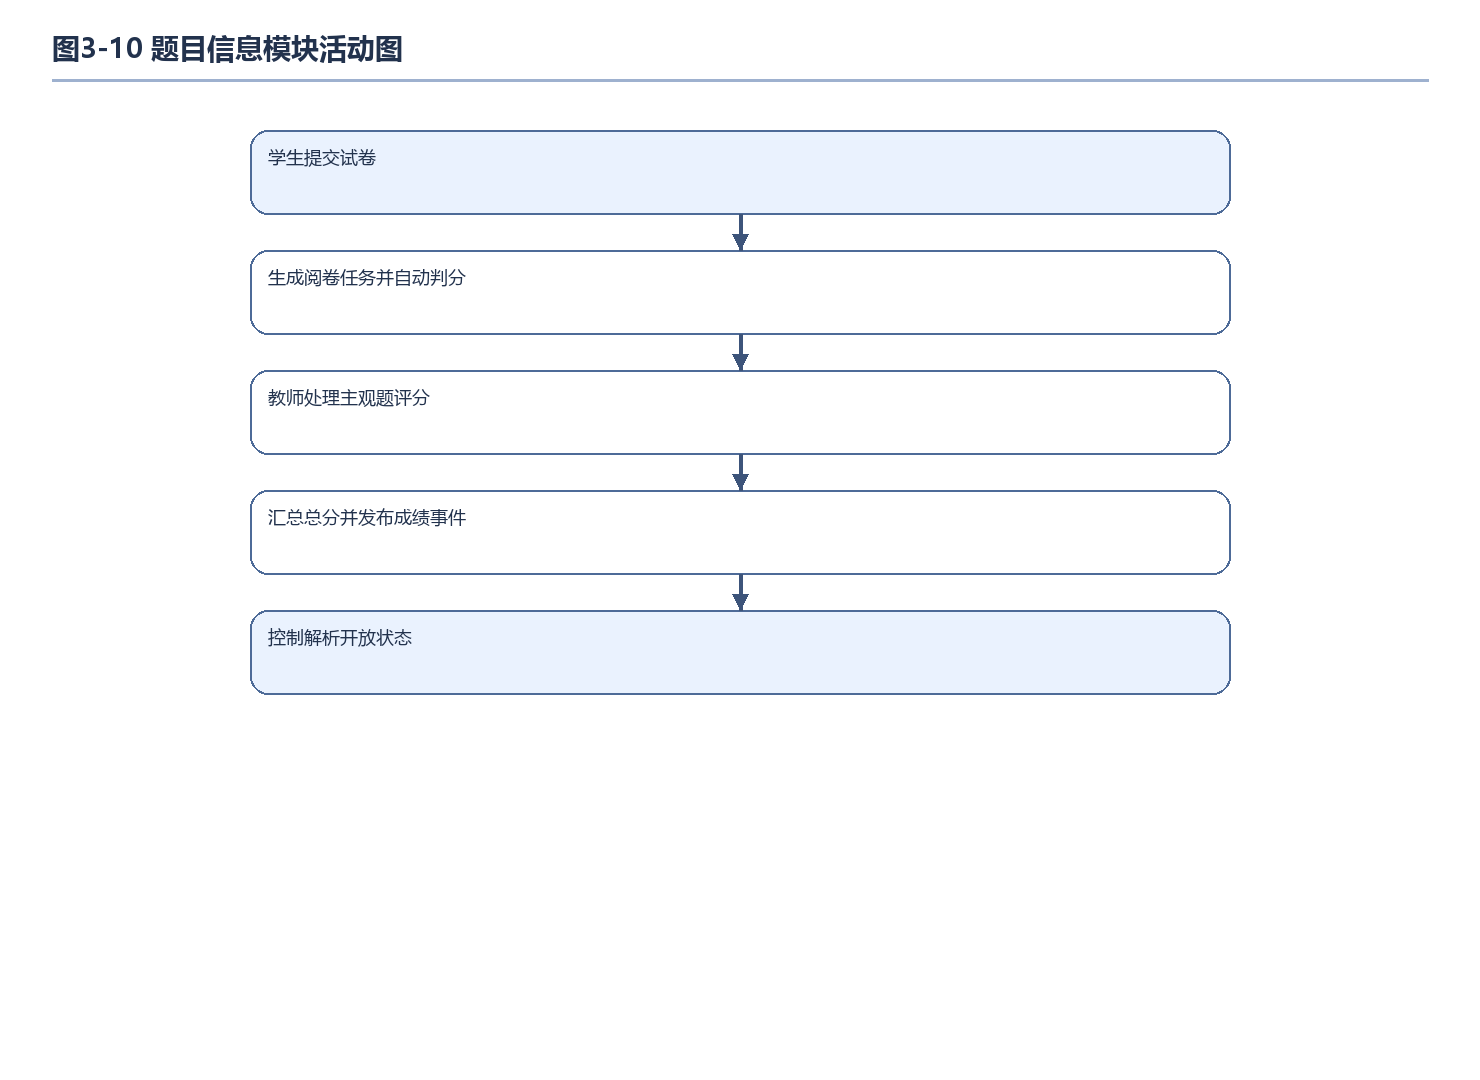 图3-10 题目信息模块活动图
学生提交试卷
生成阅卷任务并自动判分
教师处理主观题评分
汇总总分并发布成绩事件
控制解析开放状态